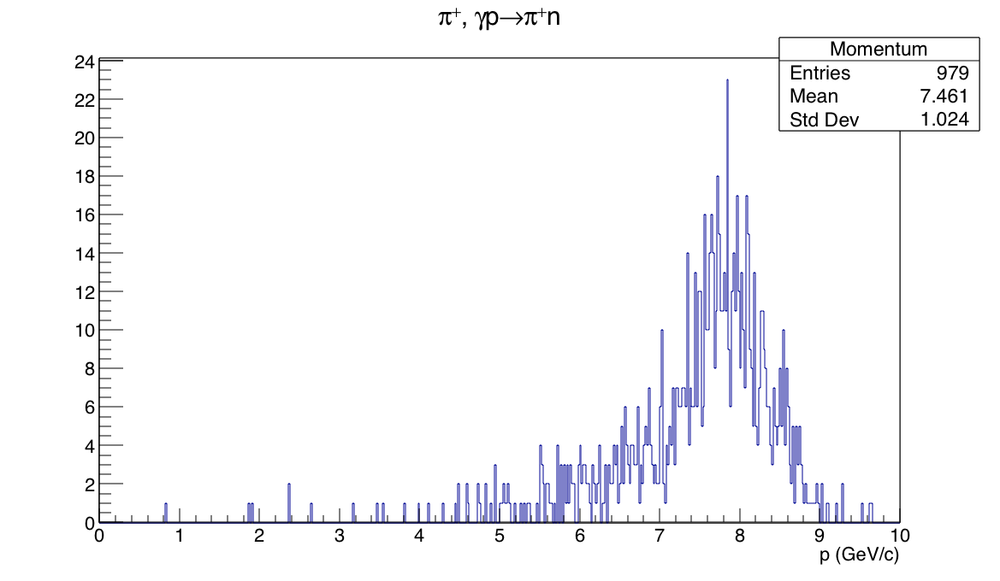 π⁺, γp→π⁺n
Momentum
Entries 979
Mean 7.461
Std Dev 1.024
24
22
20
18
16
14
12
10
8
6
4
2
0
0 1 2 3 4 5 6 7 8 9 10
p (GeV/c)